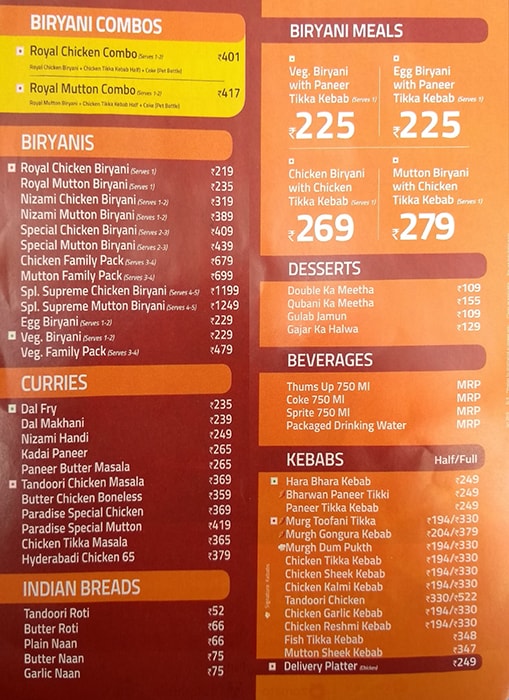 BIRYANI COMBOS
Royal Chicken Combo (Serves 1-2) ₹401
Royal Chicken Biryani + Chicken Tikka Kebab Half) + Coke (Pet Bottle)
Royal Mutton Combo (Serves 1-2) ₹417
Royal Mutton Biryani + Chicken Tikka Kebab Half + Coke (Pet Bottle)
BIRYANIS
Royal Chicken Biryani (Serves 1) ₹219
Royal Mutton Biryani (Serves 1) ₹235
Nizami Chicken Biryani (Serves 1-2) ₹319
Nizami Mutton Biryani (Serves 1-2) ₹389
Special Chicken Biryani (Serves 2-3) ₹409
Special Mutton Biryani (Serves 2-3) ₹439
Chicken Family Pack (Serves 3-4) ₹679
Mutton Family Pack (Serves 3-4) ₹699
Spl. Supreme Chicken Biryani (Serves 4-5) ₹1199
Spl. Supreme Mutton Biryani (Serves 4-5) ₹1249
Egg Biryani (Serves 1-2) ₹229
Veg. Biryani (Serves 1-2) ₹229
Veg. Family Pack (Serves 3-4) ₹479
CURRIES
Dal Fry ₹235
Dal Makhani ₹239
Nizami Handi ₹249
Kadai Paneer ₹265
Paneer Butter Masala ₹265
Tandoori Chicken Masala ₹369
Butter Chicken Boneless ₹359
Paradise Special Chicken ₹369
Paradise Special Mutton ₹419
Chicken Tikka Masala ₹365
Hyderabadi Chicken 65 ₹379
INDIAN BREADS
Tandoori Roti ₹52
Butter Roti ₹66
Plain Naan ₹66
Butter Naan ₹75
Garlic Naan ₹75
BIRYANI MEALS
Veg. Biryani
with Paneer
Tikka Kebab (Serves 1)
₹225
Egg Biryani
with Paneer
Tikka Kebab (Serves 1)
₹225
Chicken Biryani
with Chicken
Tikka Kebab (Serves 1)
₹269
Mutton Biryani
with Chicken
Tikka Kebab (Serves 1)
₹279
DESSERTS
Double Ka Meetha ₹109
Qubani Ka Meetha ₹155
Gulab Jamun ₹109
Gajar Ka Halwa ₹129
BEVERAGES
Thums Up 750 Ml MRP
Coke 750 Ml MRP
Sprite 750 Ml MRP
Packaged Drinking Water MRP
KEBABS Half/Full
Hara Bhara Kebab ₹249
Bharwan Paneer Tikki ₹249
Paneer Tikka Kebab ₹249
Murg Toofani Tikka ₹194/₹330
Murgh Gongura Kebab ₹204/₹379
Murgh Dum Pukth ₹194/₹330
Chicken Tikka Kebab ₹194/₹330
Chicken Sheek Kebab ₹194/₹330
Chicken Kalmi Kebab ₹194/₹330
Tandoori Chicken ₹330/₹522
Chicken Garlic Kebab ₹194/₹330
Chicken Reshmi Kebab ₹194/₹330
Fish Tikka Kebab ₹348
Mutton Sheek Kebab ₹347
Delivery Platter (Chicken) ₹249
Signature Kebabs